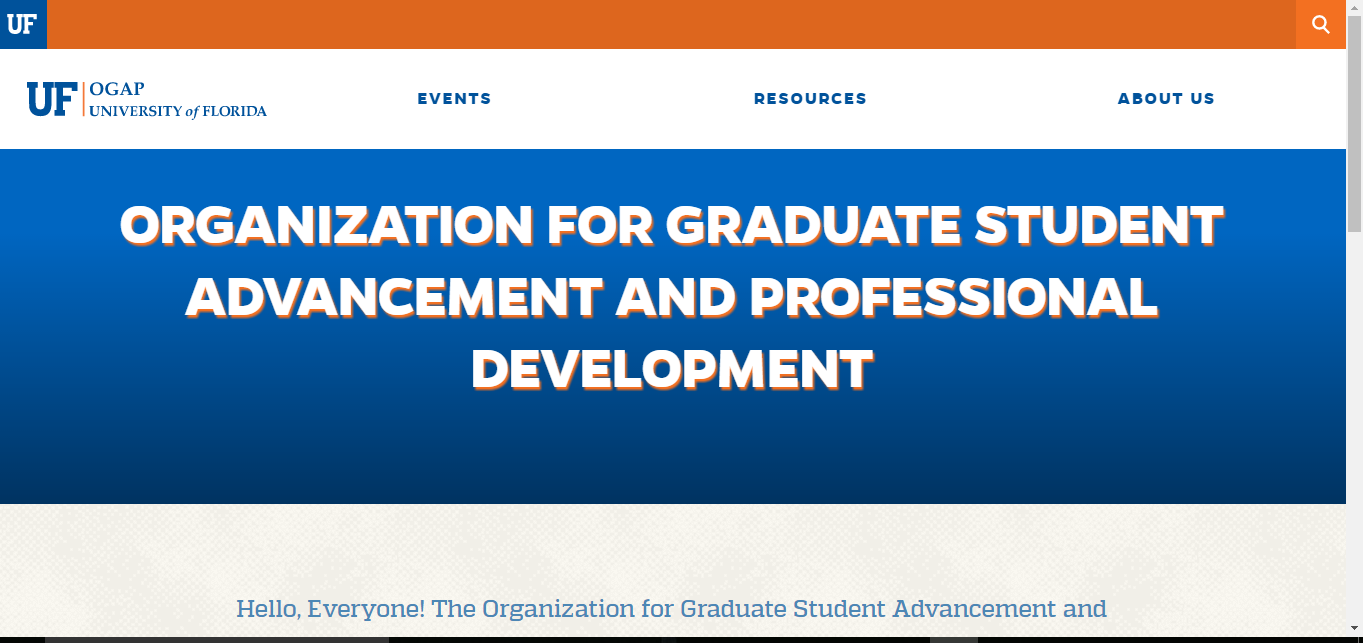 UF
UF OGAP
UNIVERSITY of FLORIDA
EVENTS
RESOURCES
ABOUT US
ORGANIZATION FOR GRADUATE STUDENT
ADVANCEMENT AND PROFESSIONAL
DEVELOPMENT
Hello, Everyone! The Organization for Graduate Student Advancement and